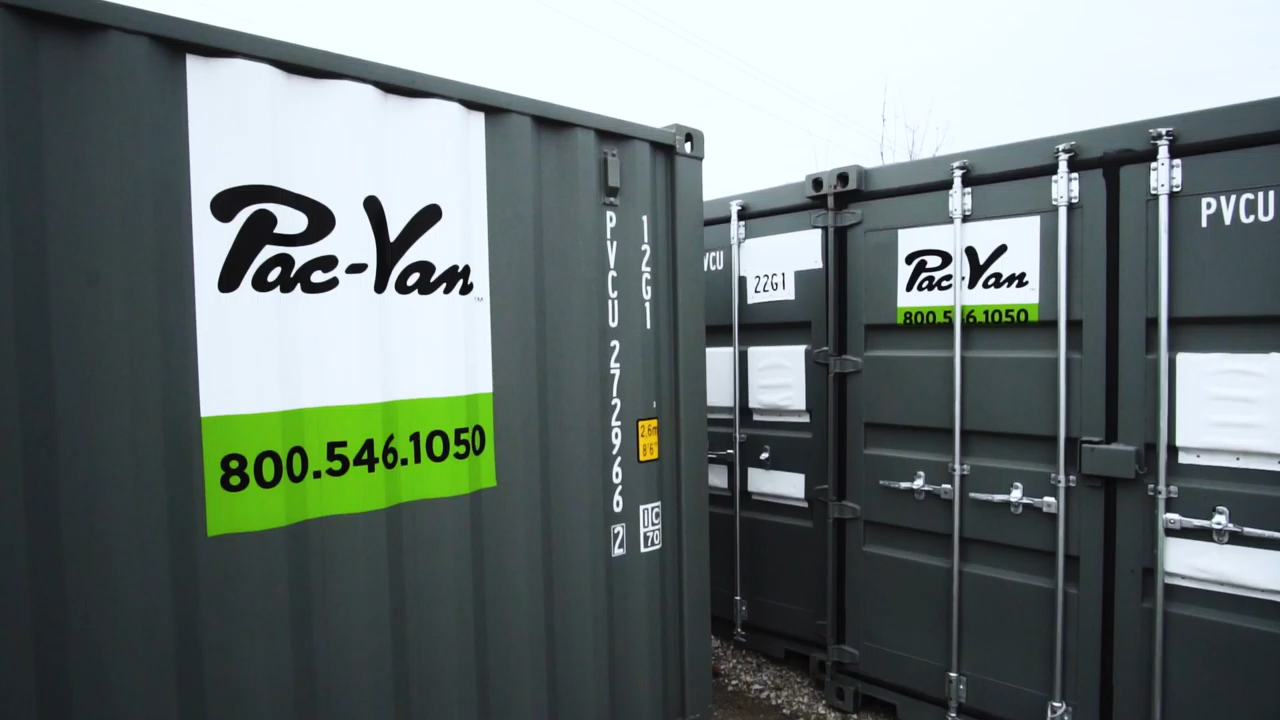 Pac-Van™
800.546.1050
PVCU 272966 2
12G1
2,6m
8'6"
IC
70
VCU
22G1
Pac-Van
800.546.1050
PVCU